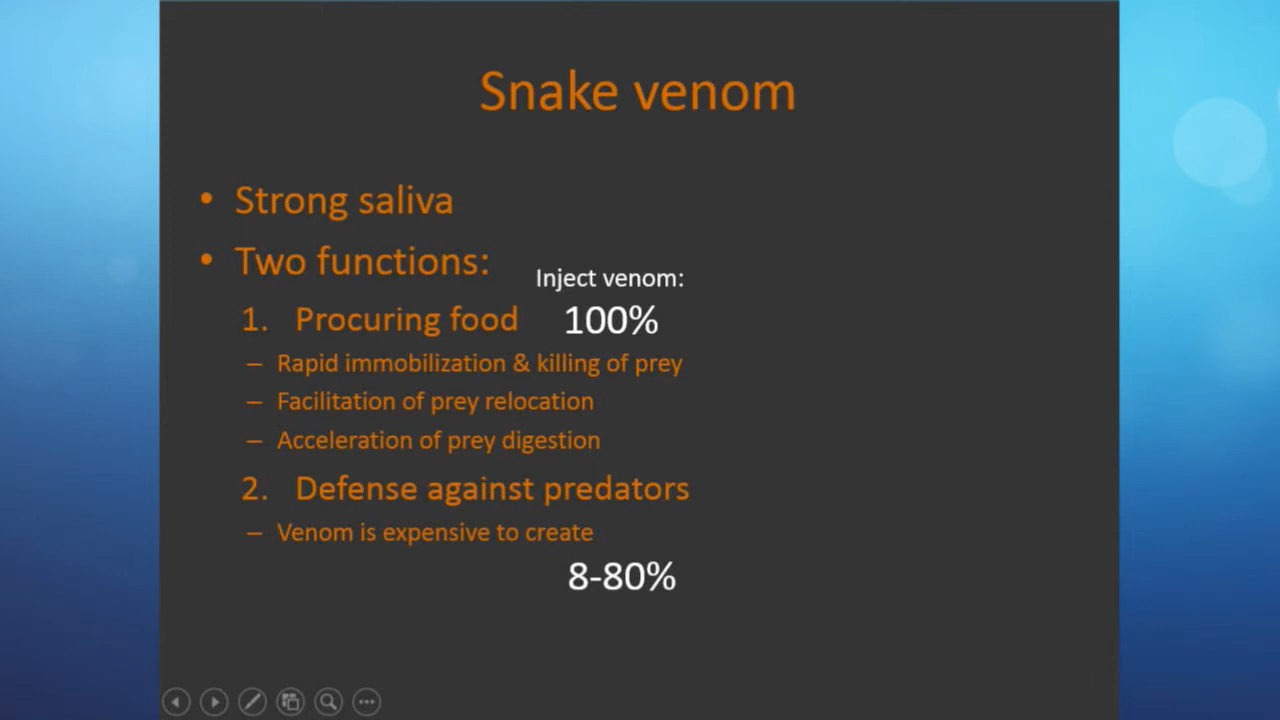 Snake venom
• Strong saliva
• Two functions:
Inject venom:
1. Procuring food 100%
– Rapid immobilization & killing of prey
– Facilitation of prey relocation
– Acceleration of prey digestion
2. Defense against predators
– Venom is expensive to create
8-80%